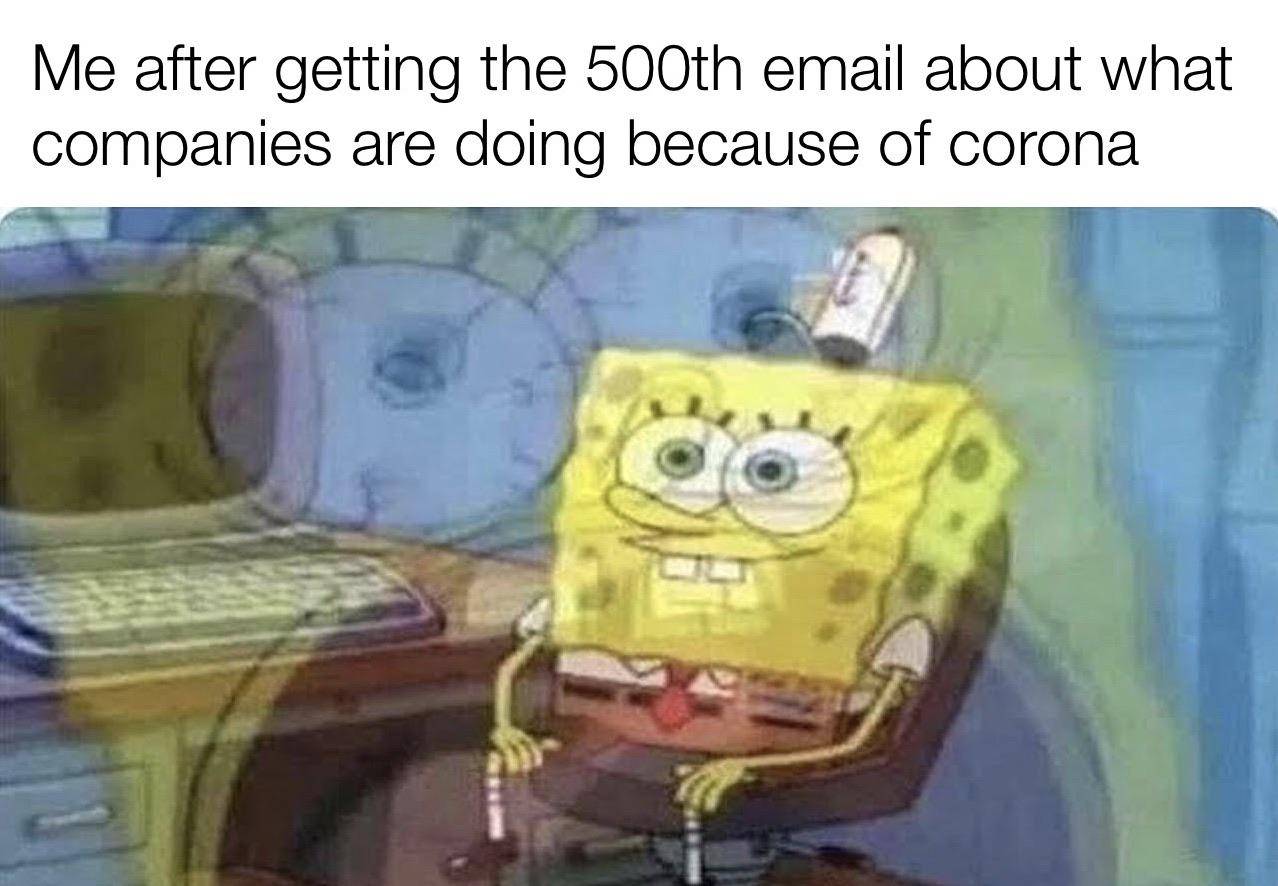 Me after getting the 500th email about what
companies are doing because of corona